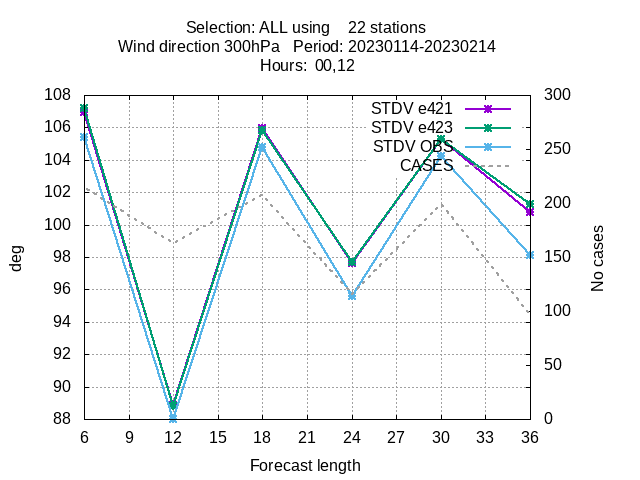 Selection: ALL using    22 stations
Wind direction 300hPa   Period: 20230114-20230214
Hours:  00,12
108
106
104
102
100
98
96
94
92
90
88
300
250
200
150
100
50
0
STDV e421
STDV e423
STDV OBS
CASES
deg
No cases
6 9 12 15 18 21 24 27 30 33 36
Forecast length